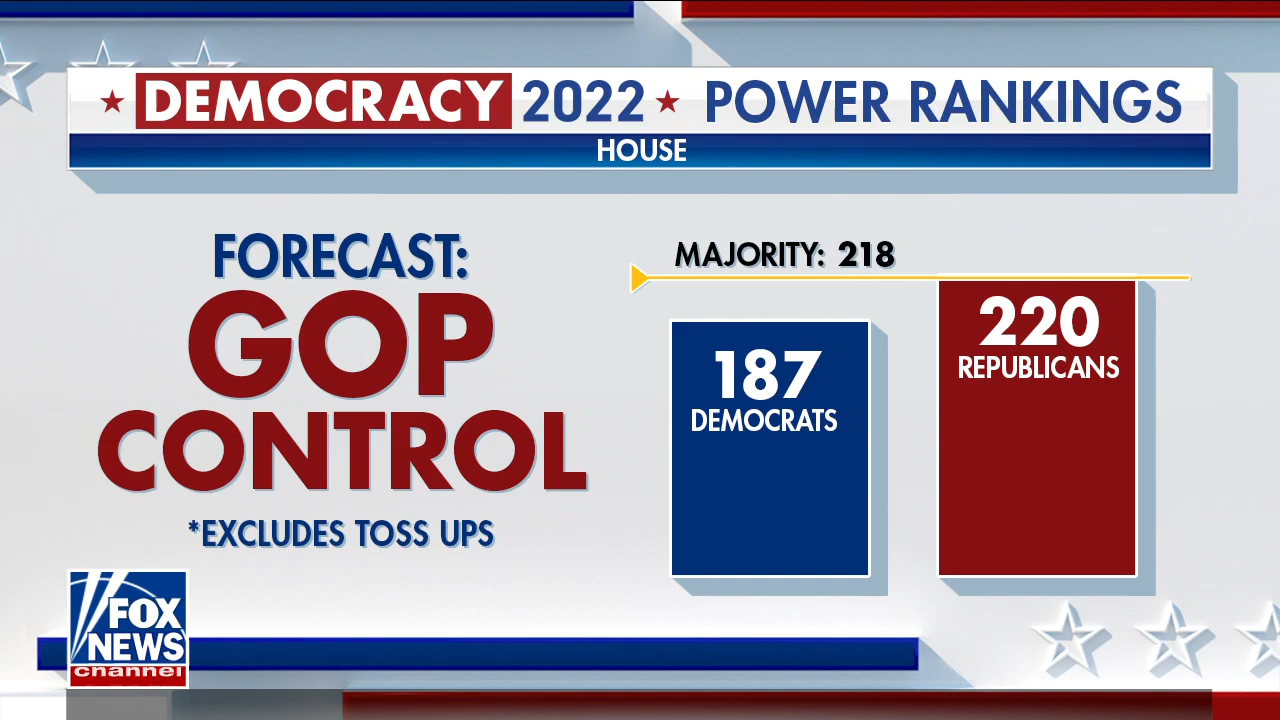 DEMOCRACY 2022 POWER RANKINGS
HOUSE
FORECAST:
GOP
CONTROL
*EXCLUDES TOSS UPS
MAJORITY: 218
187
DEMOCRATS
220
REPUBLICANS
FOX
NEWS
channel